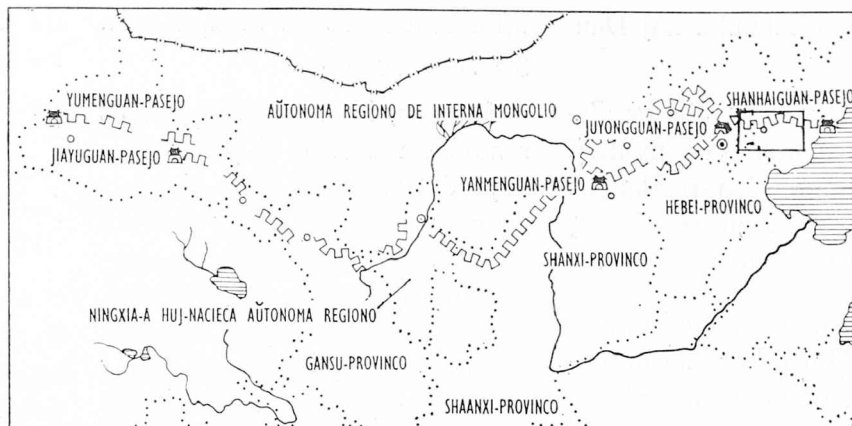 YUMENGUAN-PASEJO
SHANHAIGUAN-PASEJO
AŬTONOMA REGIONO DE INTERNA MONGOLIO
JUYONGGUAN-PASEJO
JIAYUGUAN-PASEJO
YANMENGUAN-PASEJO
HEBEI-PROVINCO
SHANXI-PROVINCO
NINGXIA-A HUJ-NACIECA AŬTONOMA REGIONO
GANSU-PROVINCO
SHAANXI-PROVINCO